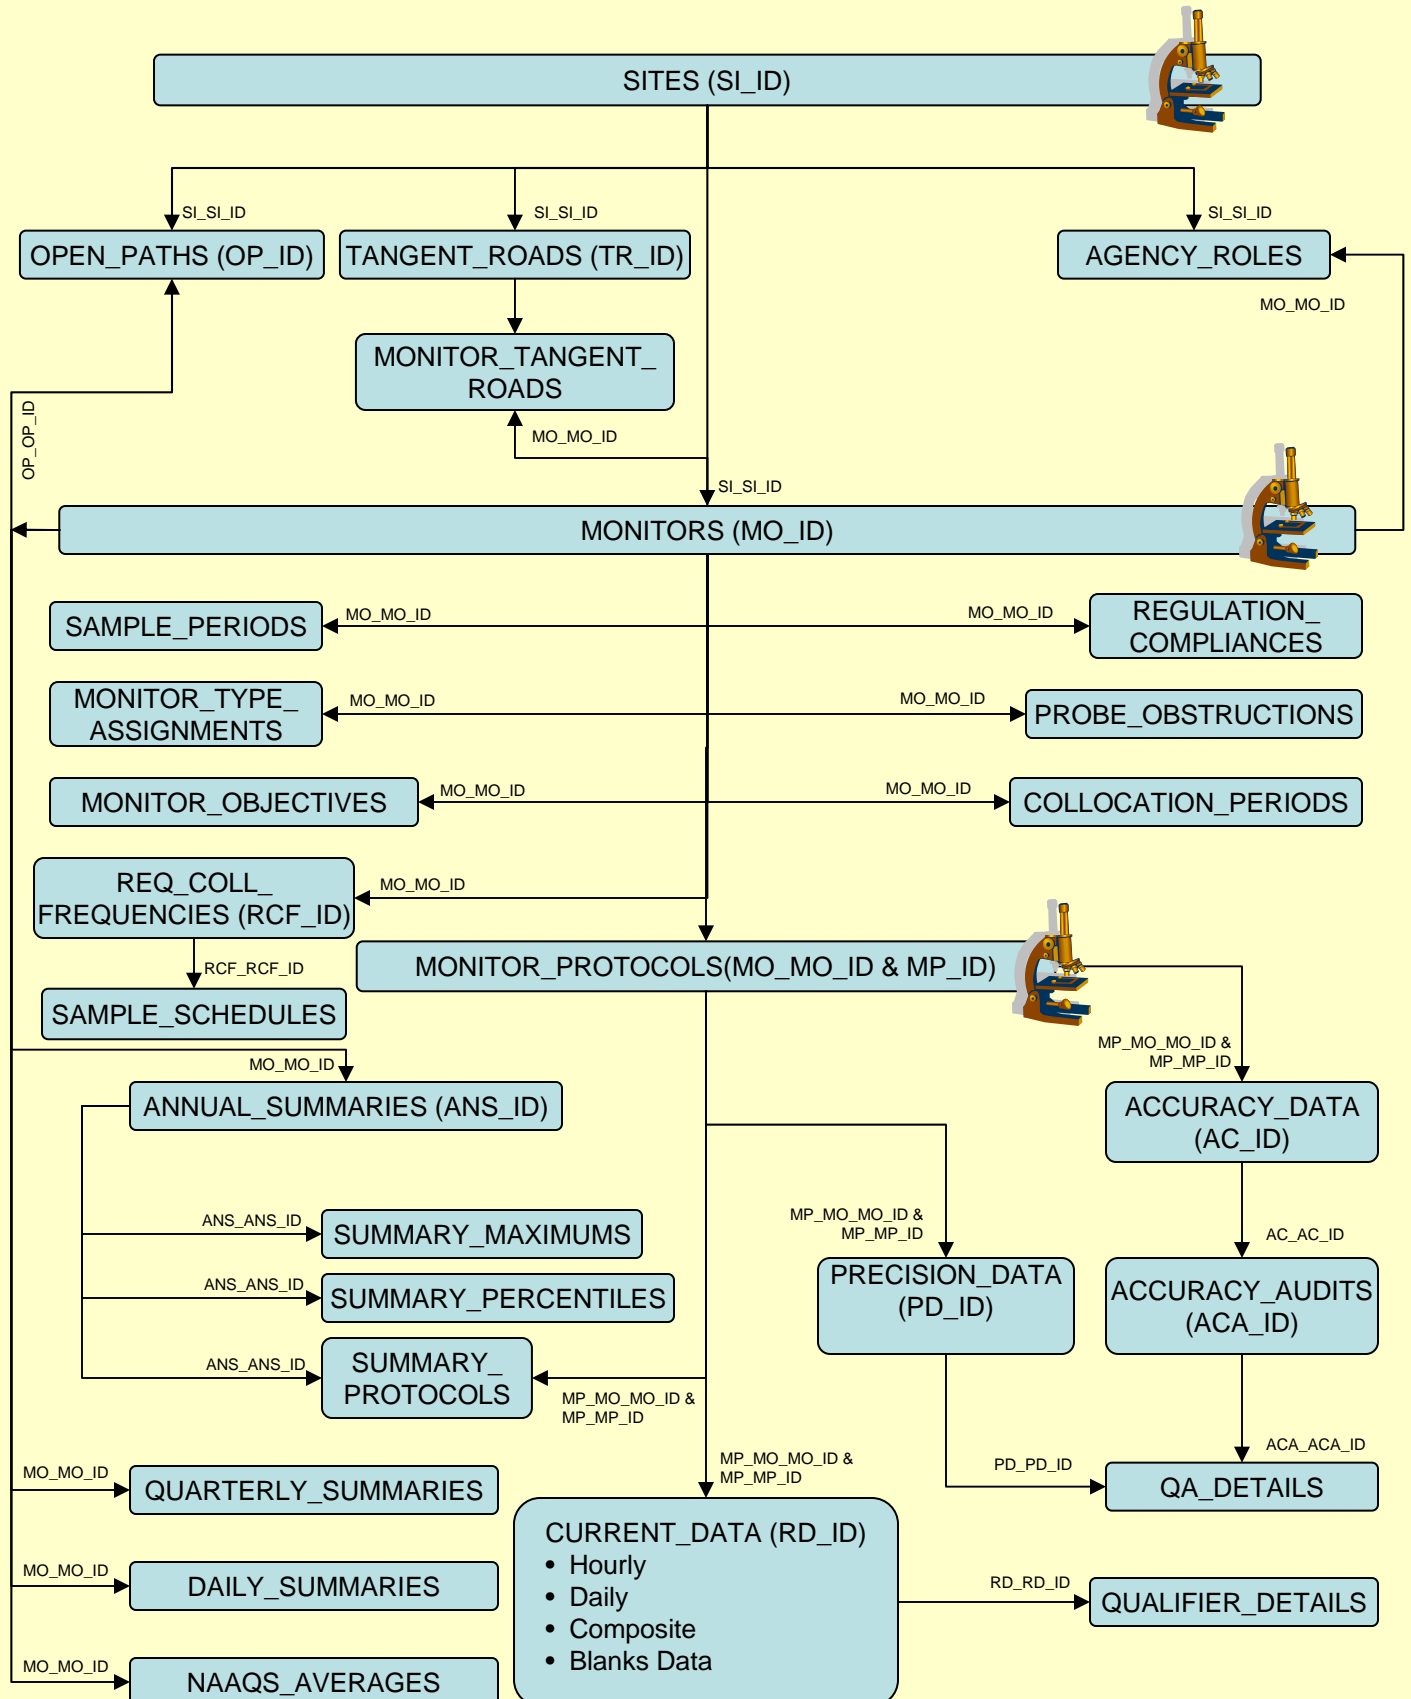 SITES (SI_ID)
SI_SI_ID
SI_SI_ID
SI_SI_ID
OPEN_PATHS (OP_ID)
TANGENT_ROADS (TR_ID)
AGENCY_ROLES
MO_MO_ID
MONITOR_TANGENT_
ROADS
OP_OP_ID
MO_MO_ID
SI_SI_ID
MONITORS (MO_ID)
SAMPLE_PERIODS
MO_MO_ID
MO_MO_ID
REGULATION_
COMPLIANCES
MONITOR_TYPE_
ASSIGNMENTS
MO_MO_ID
MO_MO_ID
PROBE_OBSTRUCTIONS
MONITOR_OBJECTIVES
MO_MO_ID
MO_MO_ID
COLLOCATION_PERIODS
REQ_COLL_
FREQUENCIES (RCF_ID)
MO_MO_ID
RCF_RCF_ID
MONITOR_PROTOCOLS(MO_MO_ID & MP_ID)
SAMPLE_SCHEDULES
MO_MO_ID
MP_MO_MO_ID &
MP_MP_ID
ANNUAL_SUMMARIES (ANS_ID)
ACCURACY_DATA
(AC_ID)
ANS_ANS_ID
SUMMARY_MAXIMUMS
MP_MO_MO_ID &
MP_MP_ID
AC_AC_ID
ANS_ANS_ID
SUMMARY_PERCENTILES
PRECISION_DATA
(PD_ID)
ACCURACY_AUDITS
(ACA_ID)
ANS_ANS_ID
SUMMARY_
PROTOCOLS
MP_MO_MO_ID &
MP_MP_ID
MO_MO_ID
QUARTERLY_SUMMARIES
MP_MO_MO_ID &
MP_MP_ID
PD_PD_ID
ACA_ACA_ID
QA_DETAILS
CURRENT_DATA (RD_ID)
• Hourly
• Daily
• Composite
• Blanks Data
MO_MO_ID
DAILY_SUMMARIES
RD_RD_ID
QUALIFIER_DETAILS
MO_MO_ID
NAAQS_AVERAGES